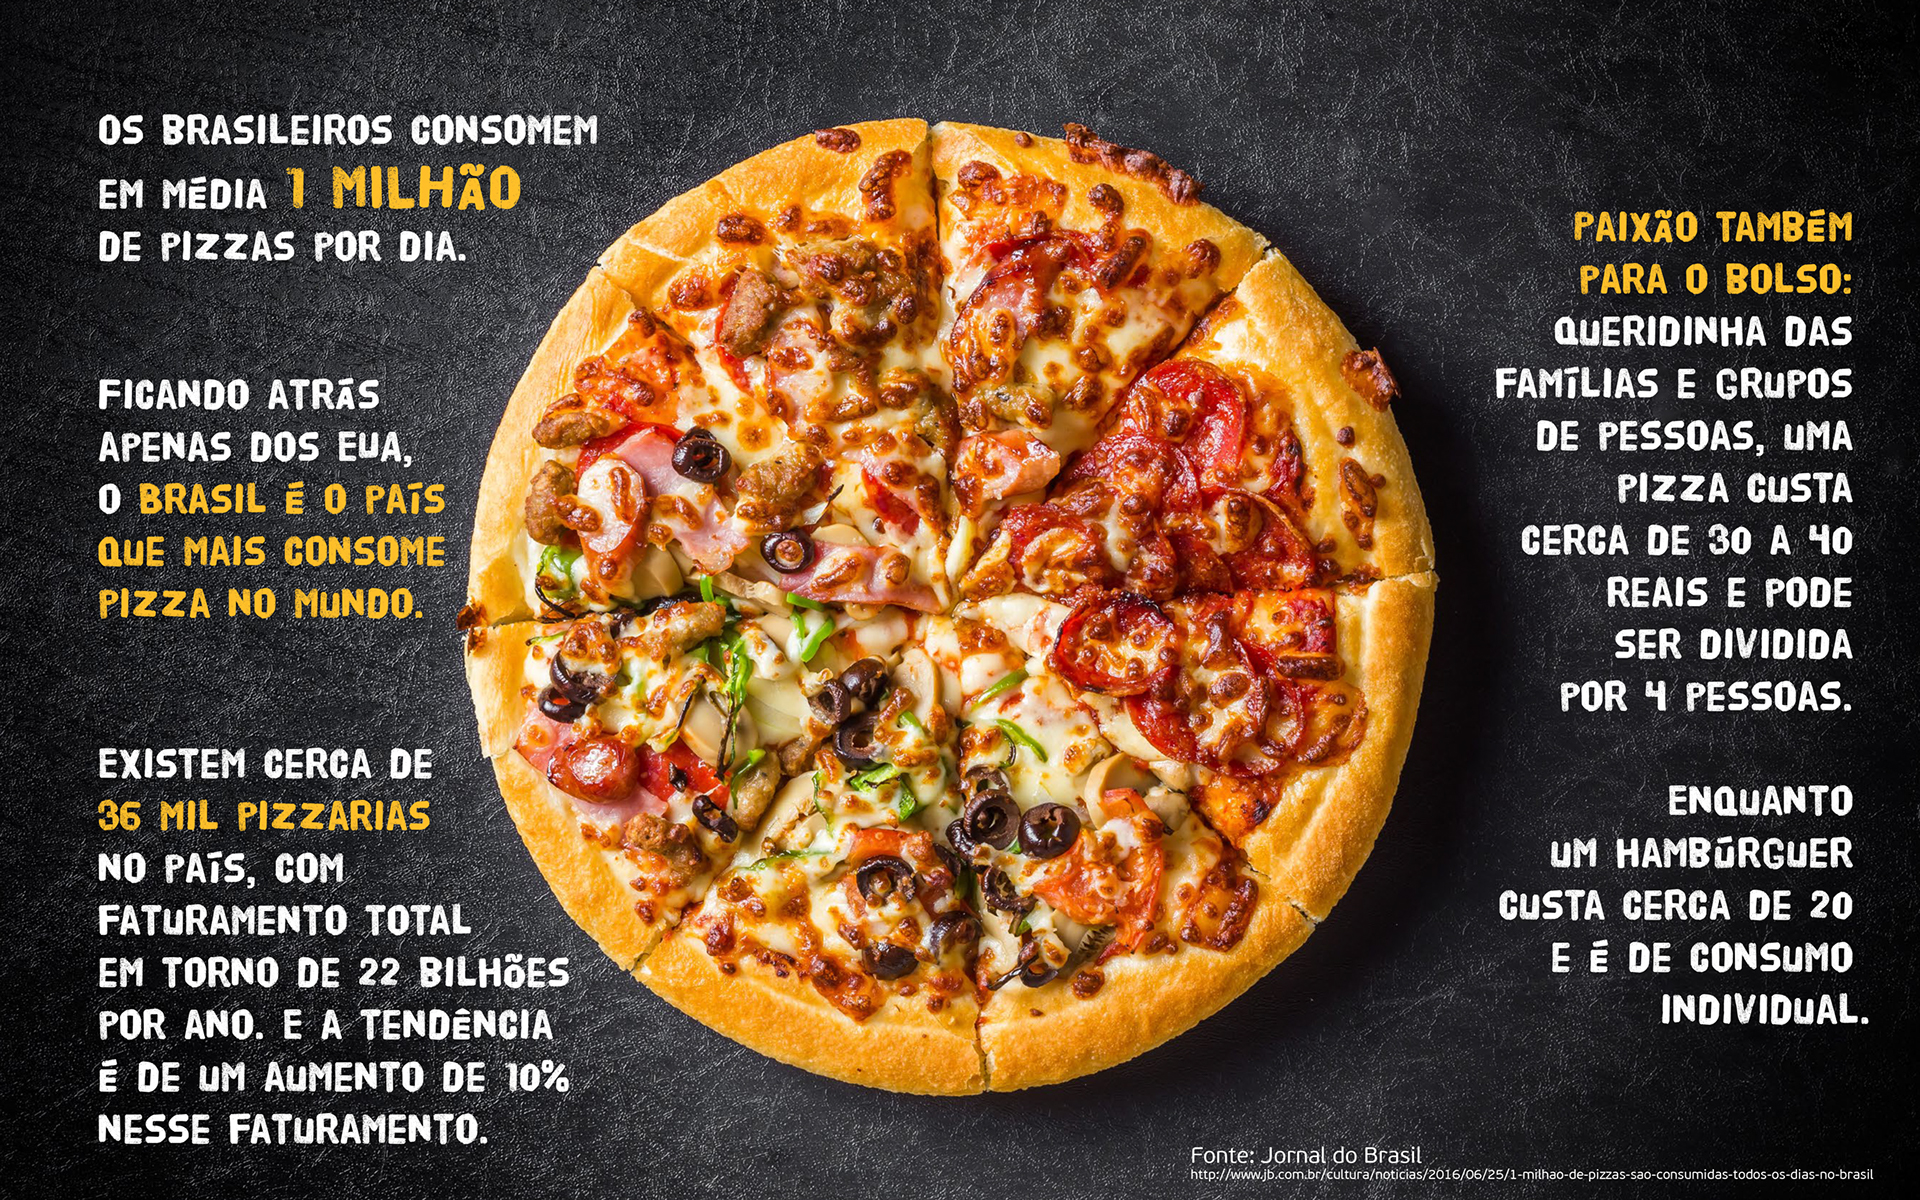 OS BRASILEIROS CONSOMEM
EM MÉDIA 1 MILHÃO
DE PIZZAS POR DIA.
FICANDO ATRÁS
APENAS DOS EUA,
O BRASIL É O PAÍS
QUE MAIS CONSOME
PIZZA NO MUNDO.
EXISTEM CERCA DE
36 MIL PIZZARIAS
NO PAÍS, COM
FATURAMENTO TOTAL
EM TORNO DE 22 BILHÕES
POR ANO. E A TENDÊNCIA
É DE UM AUMENTO DE 10%
NESSE FATURAMENTO.
PAIXÃO TAMBÉM
PARA O BOLSO:
QUERIDINHA DAS
FAMÍLIAS E GRUPOS
DE PESSOAS, UMA
PIZZA CUSTA
CERCA DE 30 A 40
REAIS E PODE
SER DIVIDIDA
POR 4 PESSOAS.
ENQUANTO
UM HAMBÚRGUER
CUSTA CERCA DE 20
E É DE CONSUMO
INDIVIDUAL.
Fonte: Jornal do Brasil
http://www.jb.com.br/cultura/noticias/2016/06/25/1-milhao-de-pizzas-sao-consumidas-todos-os-dias-no-brasil